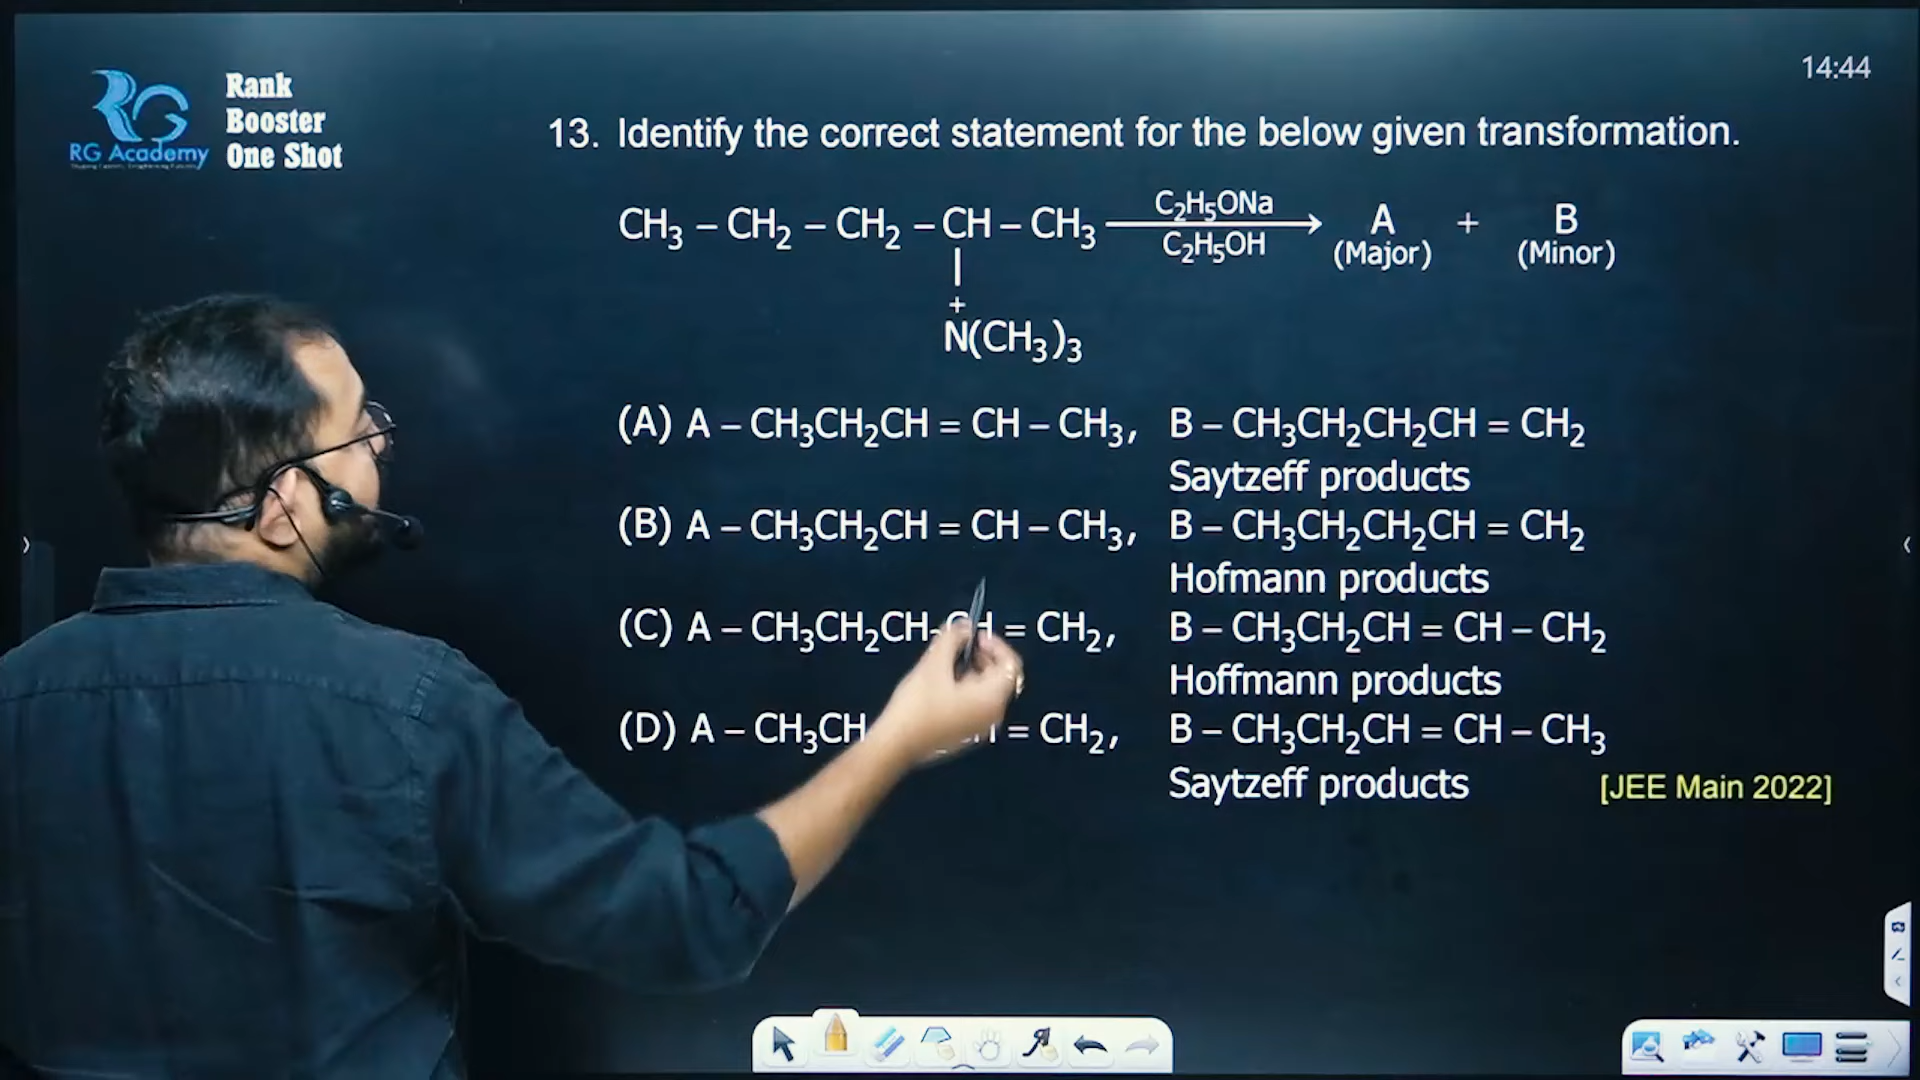 RG Academy
Rank
Booster
One Shot
14:44
13. Identify the correct statement for the below given transformation.
CH₃ – CH₂ – CH₂ – CH – CH₃ C₂H₅ONa A + B
C₂H₅OH (Major) (Minor)
+
N(CH₃)₃
(A) A – CH₃CH₂CH = CH – CH₃, B – CH₃CH₂CH₂CH = CH₂
Saytzeff products
(B) A – CH₃CH₂CH = CH – CH₃, B – CH₃CH₂CH₂CH = CH₂
Hofmann products
(C) A – CH₃CH₂CH₂CH = CH₂, B – CH₃CH₂CH = CH – CH₂
Hoffmann products
(D) A – CH₃CH = CH₂, B – CH₃CH₂CH = CH – CH₃
Saytzeff products [JEE Main 2022]